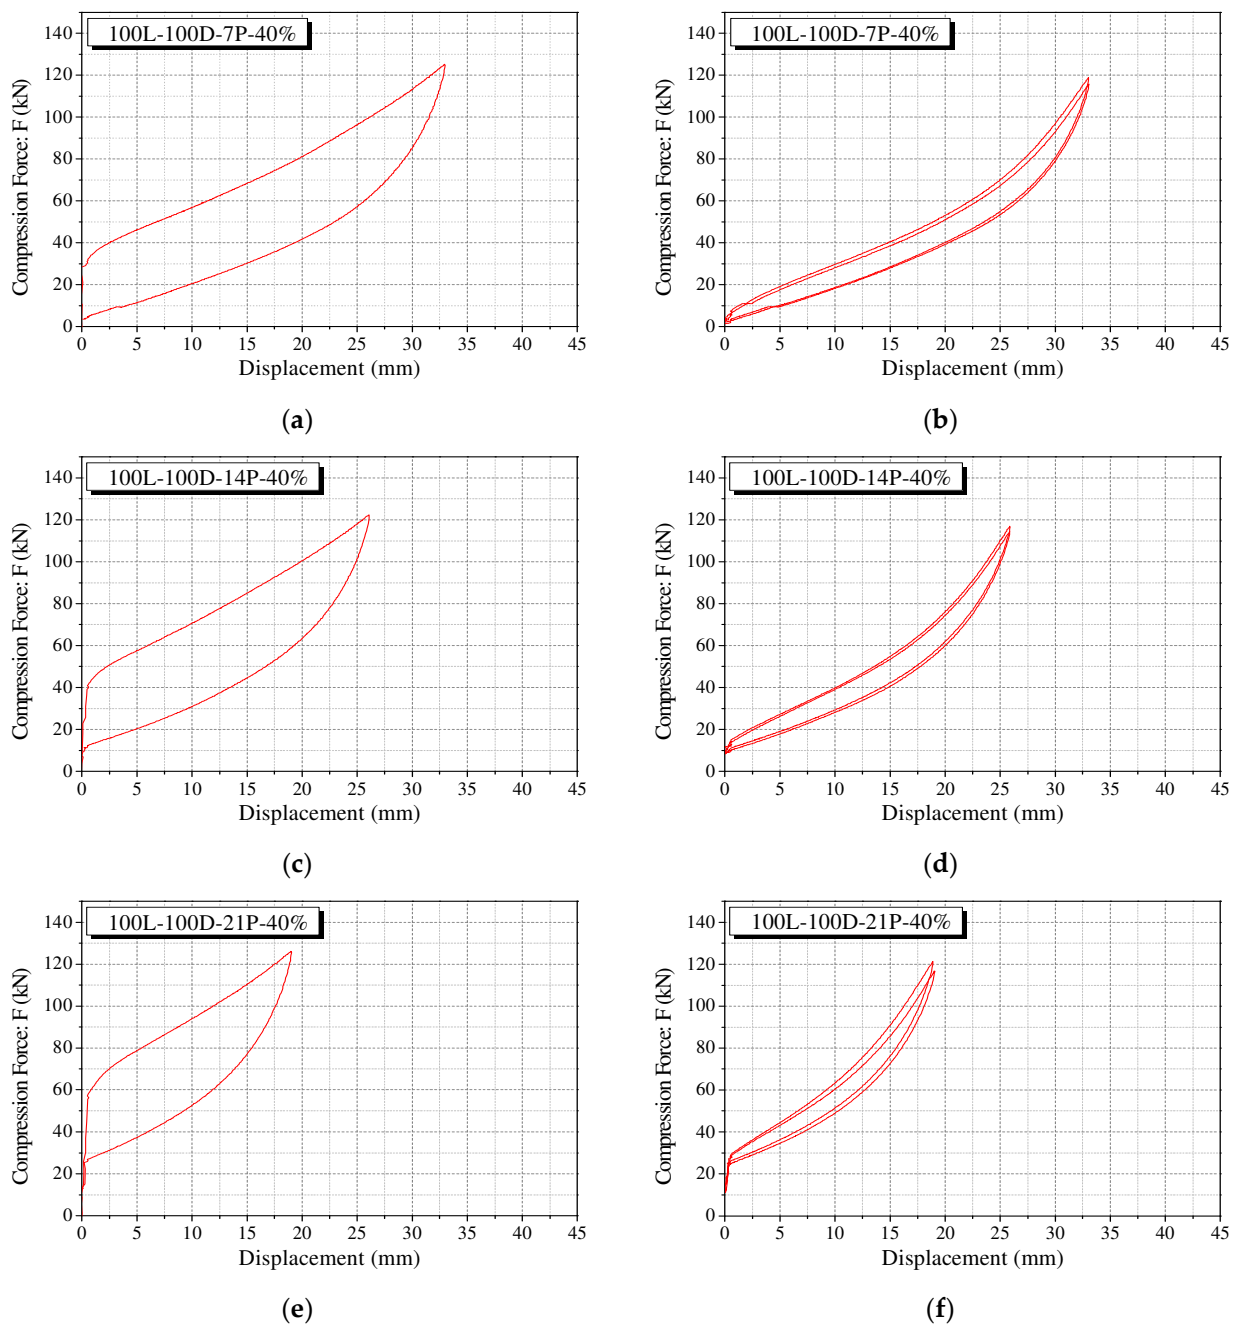 100L-100D-7P-40%
Compression Force: F (kN)
140
120
100
80
60
40
20
0
0 5 10 15 20 25 30 35 40 45
Displacement (mm)
(a)
100L-100D-7P-40%
Compression Force: F (kN)
140
120
100
80
60
40
20
0
0 5 10 15 20 25 30 35 40 45
Displacement (mm)
(b)
100L-100D-14P-40%
Compression Force: F (kN)
140
120
100
80
60
40
20
0
0 5 10 15 20 25 30 35 40 45
Displacement (mm)
(c)
100L-100D-14P-40%
Compression Force: F (kN)
140
120
100
80
60
40
20
0
0 5 10 15 20 25 30 35 40 45
Displacement (mm)
(d)
100L-100D-21P-40%
Compression Force: F (kN)
140
120
100
80
60
40
20
0
0 5 10 15 20 25 30 35 40 45
Displacement (mm)
(e)
100L-100D-21P-40%
Compression Force: F (kN)
140
120
100
80
60
40
20
0
0 5 10 15 20 25 30 35 40 45
Displacement (mm)
(f)